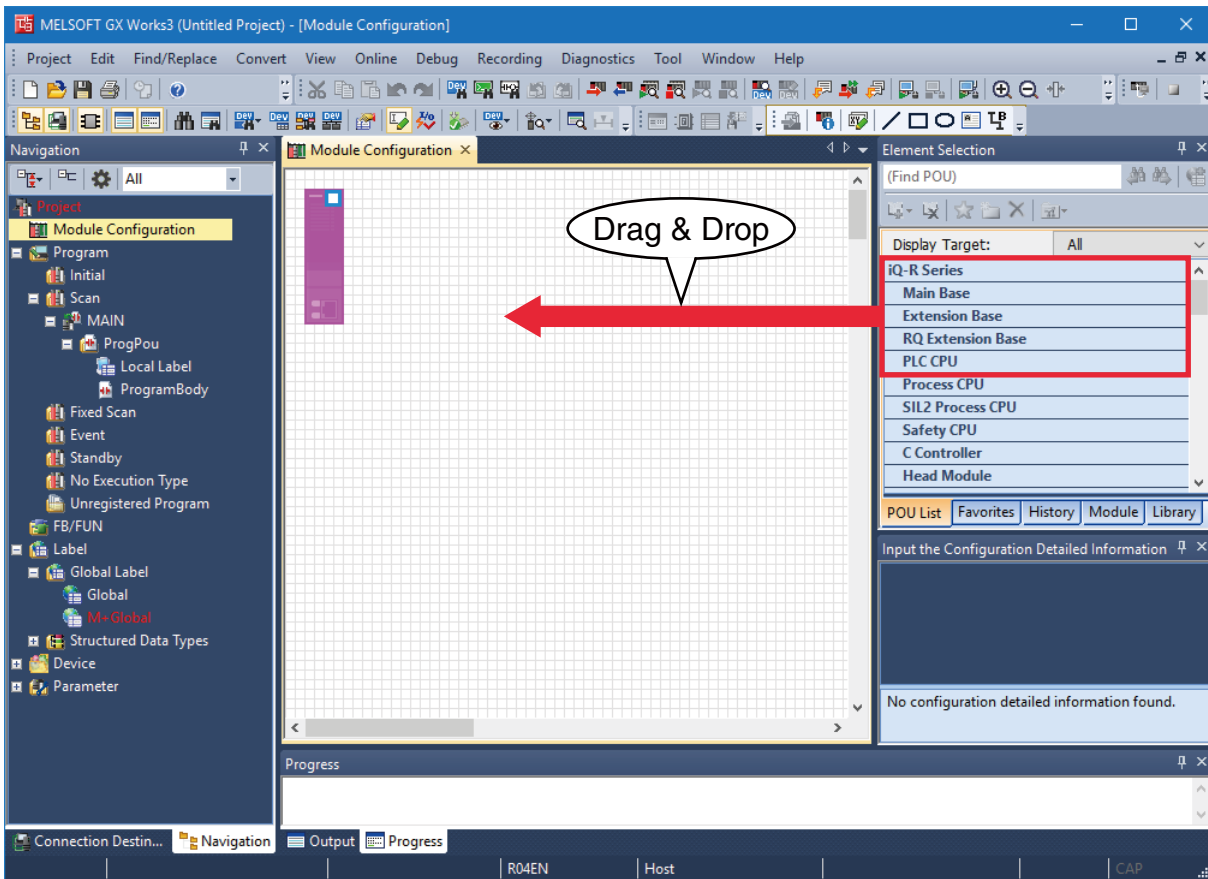 MELSOFT GX Works3 (Untitled Project) - [Module Configuration]
Project Edit Find/Replace Convert View Online Debug Recording Diagnostics Tool Window Help
Navigation
All
Project
Module Configuration
Program
Initial
Scan
MAIN
ProgPou
Local Label
ProgramBody
Fixed Scan
Event
Standby
No Execution Type
Unregistered Program
FB/FUN
Label
Global Label
Global
M+Global
Structured Data Types
Device
Parameter
Connection Destin... Navigation
Module Configuration
Drag & Drop
Element Selection
(Find POU)
Display Target: All
iQ-R Series
Main Base
Extension Base
RQ Extension Base
PLC CPU
Process CPU
SIL2 Process CPU
Safety CPU
C Controller
Head Module
POU List Favorites History Module Library
Input the Configuration Detailed Information
No configuration detailed information found.
Progress
Output Progress
R04EN Host CAP